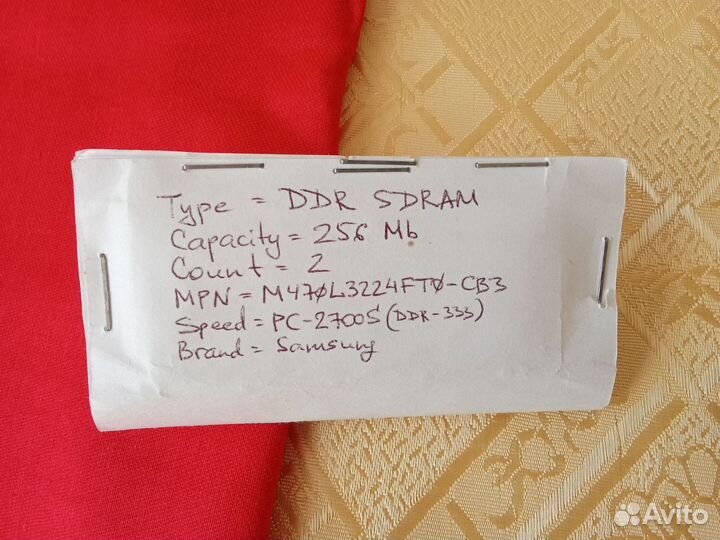 Type = DDR SDRAM
Capacity = 256 Mb
Count = 2
MPN = M470L3224FT0-CB3
Speed = PC-2700S (DDR-333)
Brand = Samsung
Avito